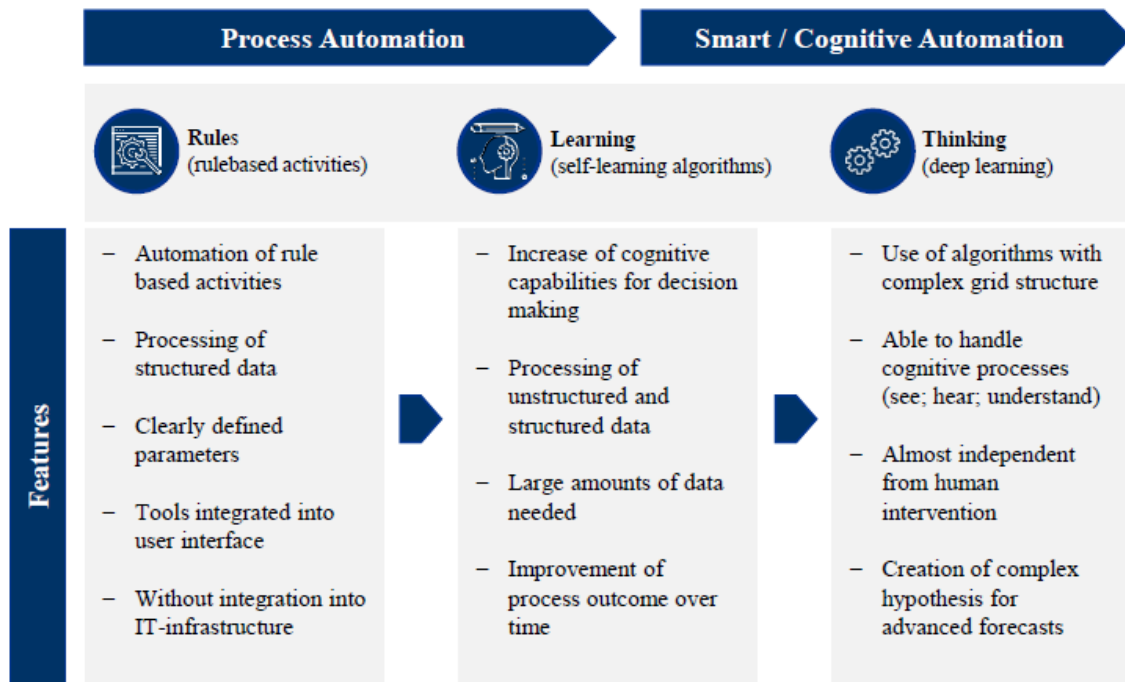 Process Automation
Smart / Cognitive Automation
Rules
(rulebased activities)
Learning
(self-learning algorithms)
Thinking
(deep learning)
Features
– Automation of rule
based activities
– Processing of
structured data
– Clearly defined
parameters
– Tools integrated into
user interface
– Without integration into
IT-infrastructure
– Increase of cognitive
capabilities for decision
making
– Processing of
unstructured and
structured data
– Large amounts of data
needed
– Improvement of
process outcome over
time
– Use of algorithms with
complex grid structure
– Able to handle
cognitive processes
(see; hear; understand)
– Almost independent
from human
intervention
– Creation of complex
hypothesis for
advanced forecasts